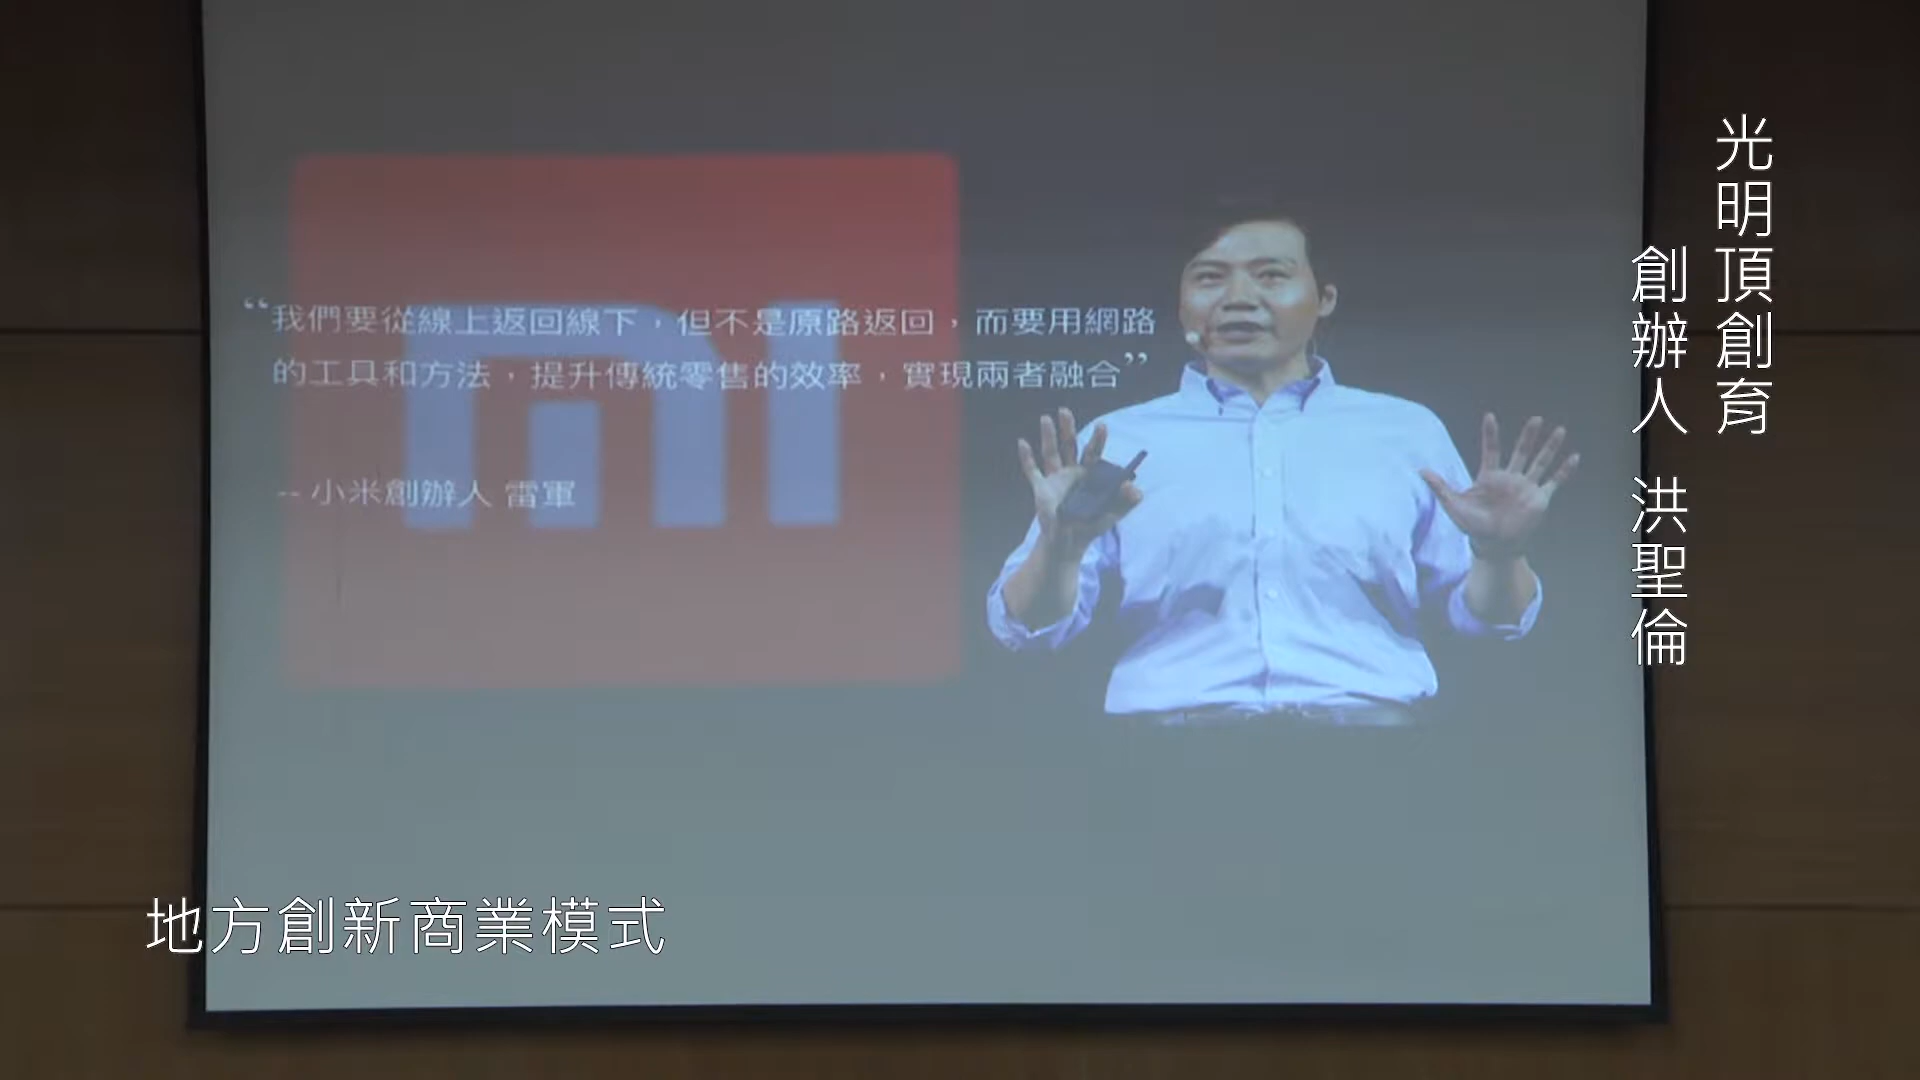 “我們要從線上返回線下，但不是原路返回，而要用網路
的工具和方法，提升傳統零售的效率，實現兩者融合”
-- 小米創辦人 雷軍
光明頂創育
創辦人 洪聖倫
地方創新商業模式